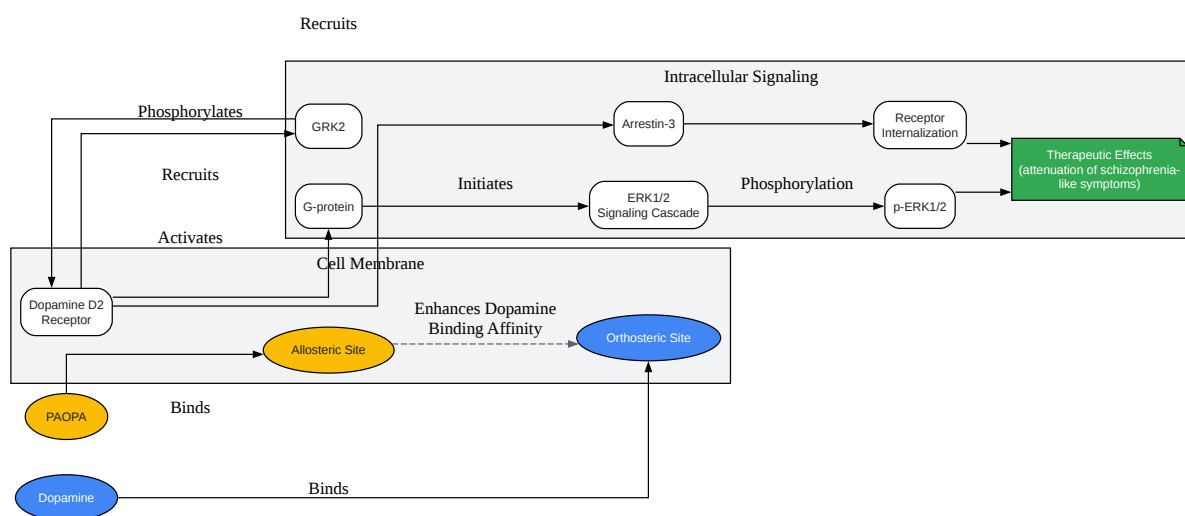 Recruits
Intracellular Signaling
Phosphorylates
GRK2
Arrestin-3
Receptor
Internalization
Therapeutic Effects
(attenuation of schizophrenia-
like symptoms)
Recruits
Initiates
Phosphorylation
G-protein
ERK1/2
Signaling Cascade
p-ERK1/2
Activates
Cell Membrane
Dopamine D2
Receptor
Enhances Dopamine
Binding Affinity
Orthosteric Site
Allosteric Site
PAOPA
Binds
Dopamine
Binds